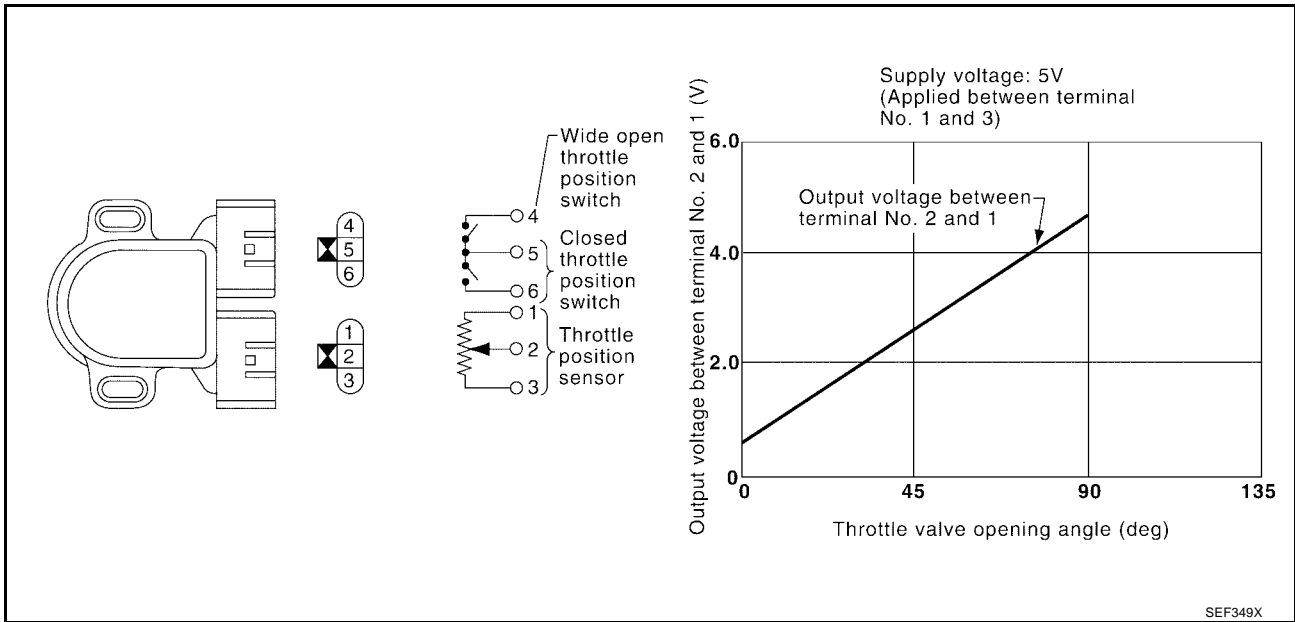 4
5
6
1
2
3
Wide open
throttle
position
switch
4
5
6
Closed
throttle
position
switch
1
2
3
Throttle
position
sensor
Supply voltage: 5V
(Applied between terminal
No. 1 and 3)
Output voltage between terminal No. 2 and 1 (V)
6.0
4.0
2.0
0
Output voltage between
terminal No. 2 and 1
0 45 90 135
Throttle valve opening angle (deg)
SEF349X